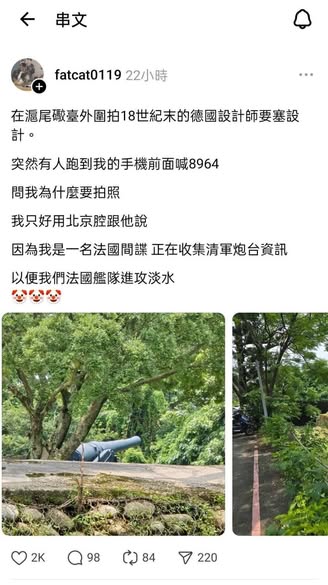 串文
fatcat0119 22小時
在滬尾礮臺外圍拍18世紀末的德國設計師要塞設
計。
突然有人跑到我的手機前面喊8964
問我為什麼要拍照
我只好用北京腔跟他說
因為我是一名法國間諜 正在收集清軍炮台資訊
以便我們法國艦隊進攻淡水
🤡🤡🤡
2K 98 84 220